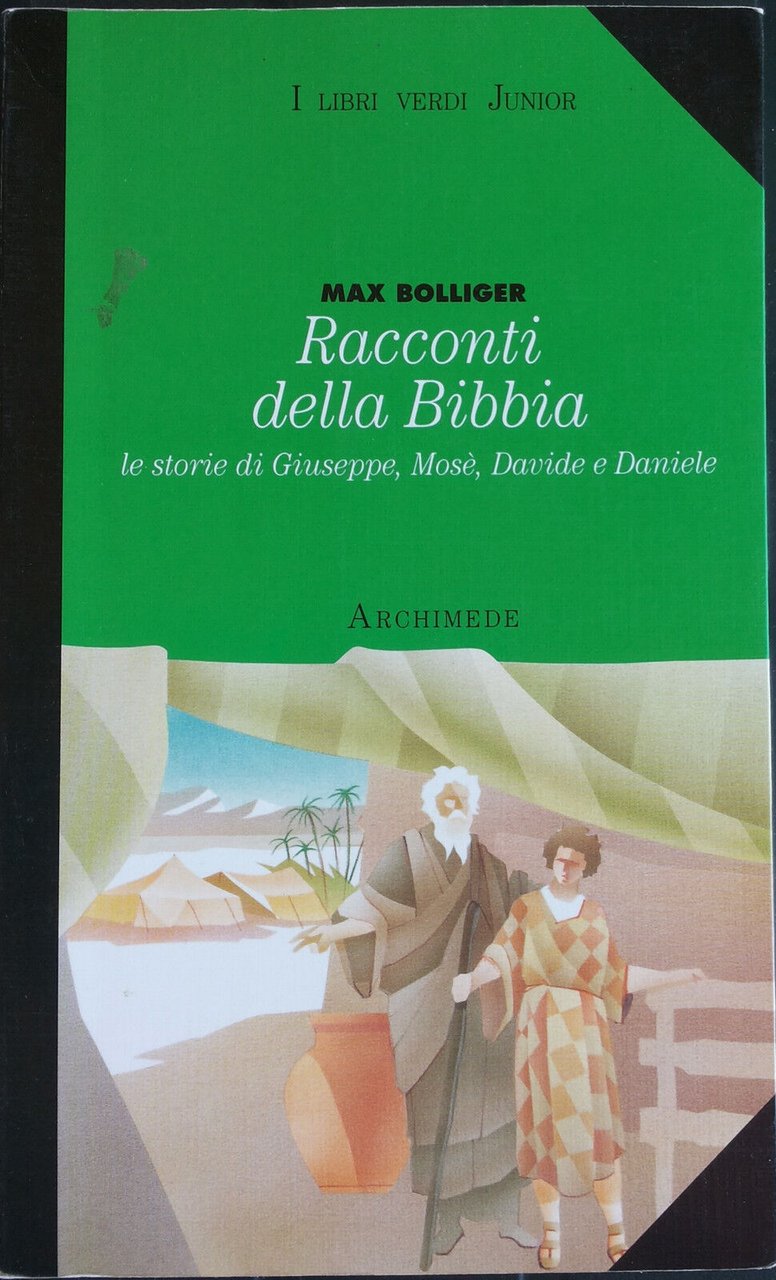 I LIBRI VERDI JUNIOR
MAX BOLLIGER
Racconti
della Bibbia
le storie di Giuseppe, Mosè, Davide e Daniele
ARCHIMEDE